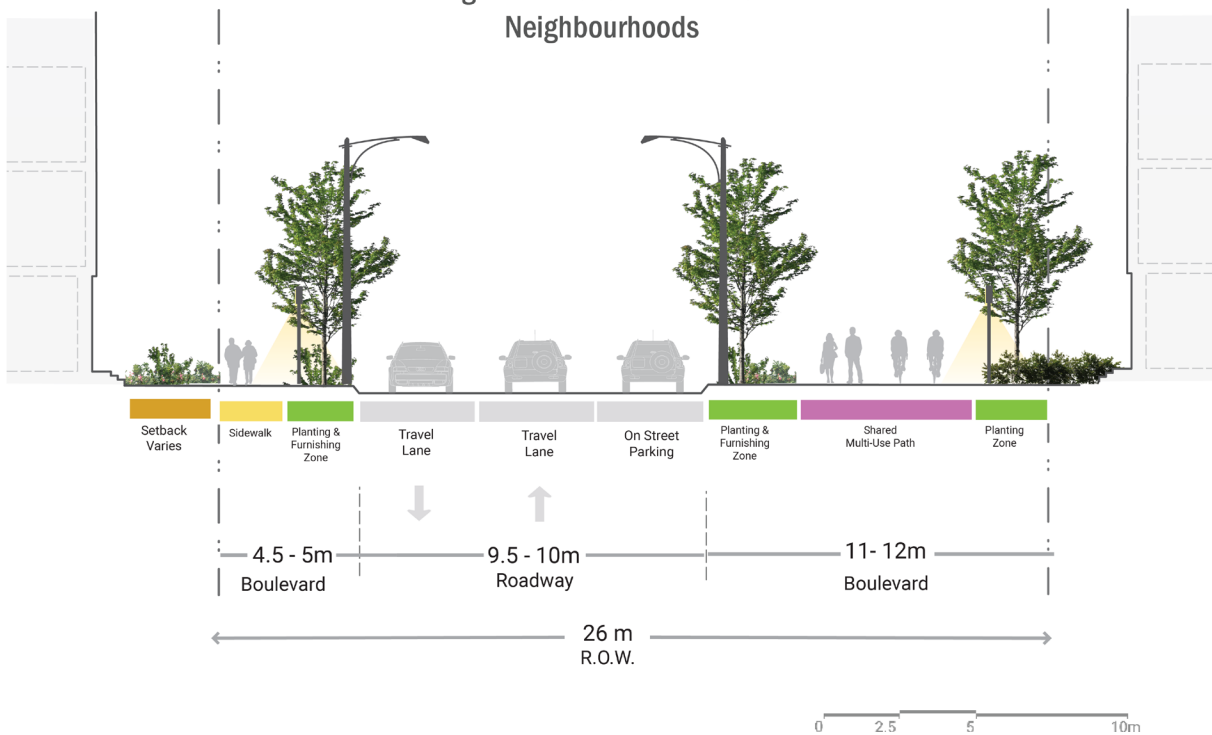 Neighbourhoods
Setback
Varies
Sidewalk
Planting &
Furnishing
Zone
Travel
Lane
Travel
Lane
On Street
Parking
Planting &
Furnishing
Zone
Shared
Multi-Use Path
Planting
Zone
4.5 - 5m
Boulevard
9.5 - 10m
Roadway
11- 12m
Boulevard
26 m
R.O.W.
0 2.5 5 10m